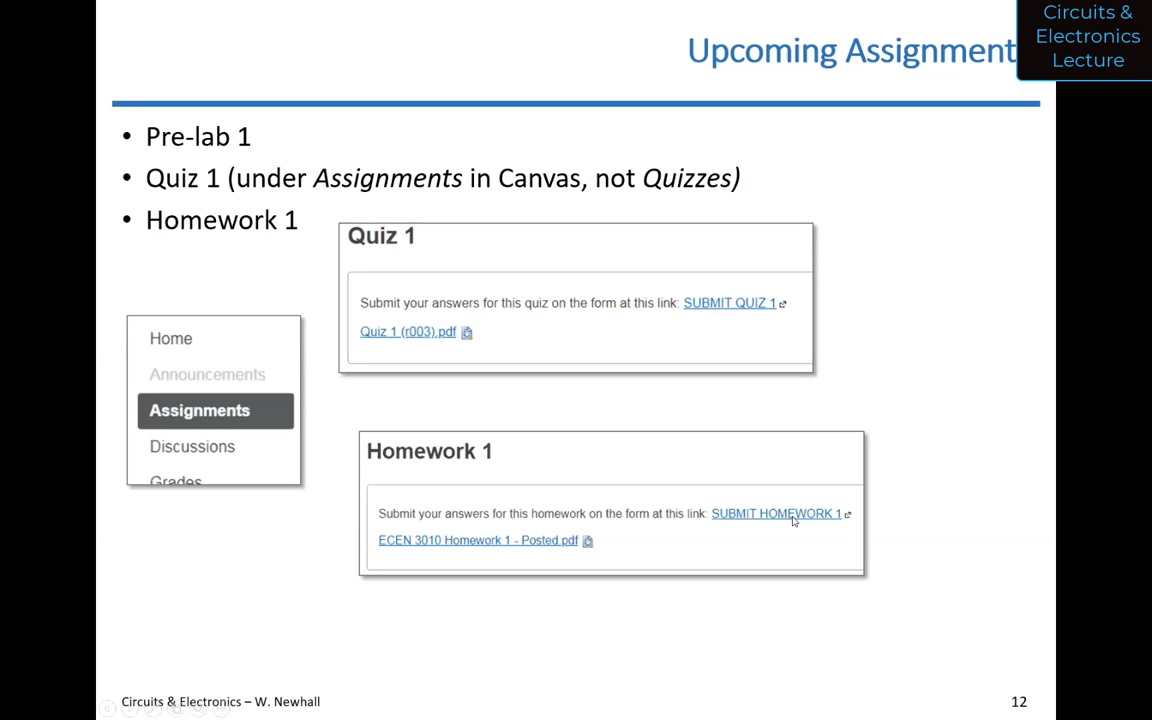 Circuits &
Electronics
Lecture
Upcoming Assignment
• Pre-lab 1
• Quiz 1 (under Assignments in Canvas, not Quizzes)
• Homework 1
Quiz 1
Submit your answers for this quiz on the form at this link: SUBMIT QUIZ 1
Quiz 1 (r003).pdf
Home
Announcements
Assignments
Discussions
Grades
Homework 1
Submit your answers for this homework on the form at this link: SUBMIT HOMEWORK 1
ECEN 3010 Homework 1 - Posted.pdf
Circuits & Electronics – W. Newhall
12